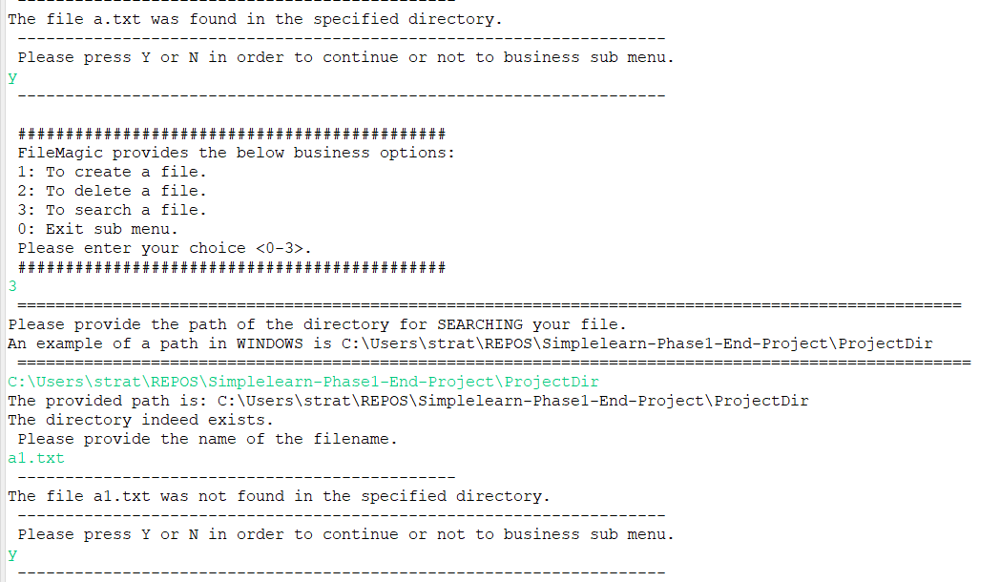 -----------------------------------------------
The file a.txt was found in the specified directory.
--------------------------------------------------------------------
Please press Y or N in order to continue or not to business sub menu.
y
--------------------------------------------------------------------
#############################################
FileMagic provides the below business options:
1: To create a file.
2: To delete a file.
3: To search a file.
0: Exit sub menu.
Please enter your choice <0-3>.
#############################################
3
===================================================================================================
Please provide the path of the directory for SEARCHING your file.
An example of a path in WINDOWS is C:\Users\strat\REPOS\Simplelearn-Phase1-End-Project\ProjectDir
====================================================================================================
C:\Users\strat\REPOS\Simplelearn-Phase1-End-Project\ProjectDir
The provided path is: C:\Users\strat\REPOS\Simplelearn-Phase1-End-Project\ProjectDir
The directory indeed exists.
Please provide the name of the filename.
a1.txt
----------------------------------------------
The file a1.txt was not found in the specified directory.
--------------------------------------------------------------------
Please press Y or N in order to continue or not to business sub menu.
y
--------------------------------------------------------------------